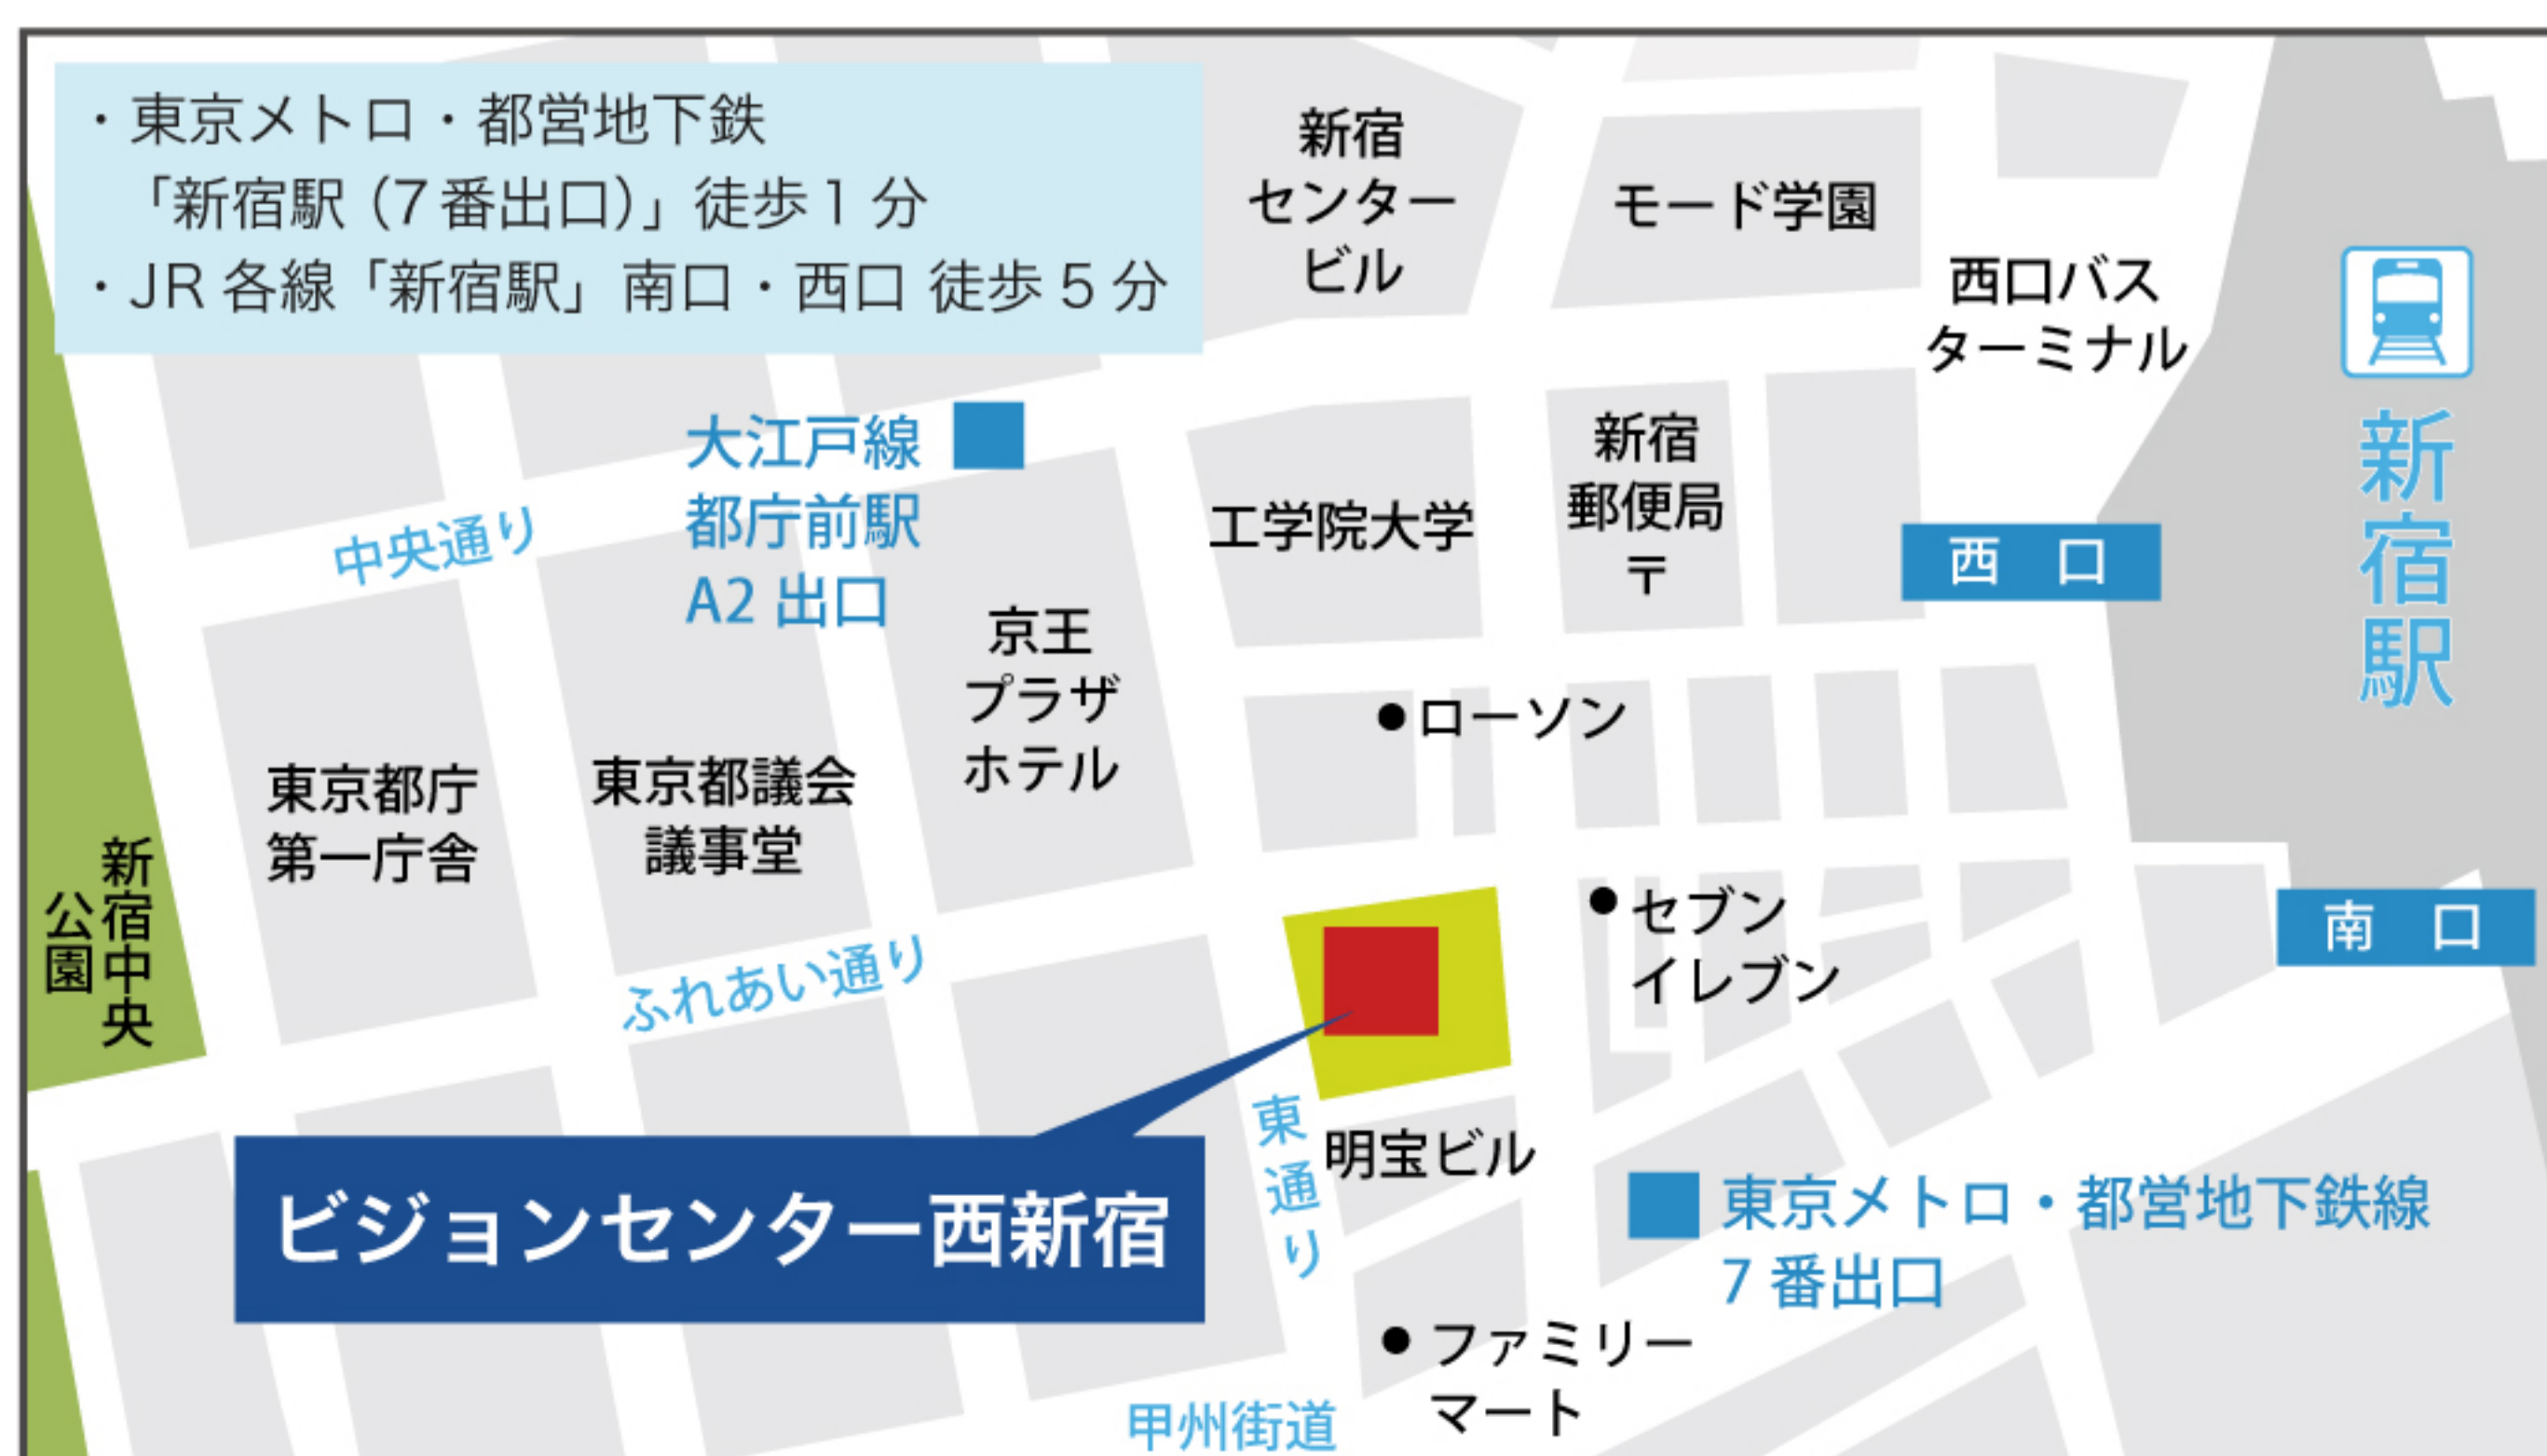 ・東京メトロ・都営地下鉄
「新宿駅(7番出口)」徒歩1分
・JR各線「新宿駅」南口・西口 徒歩5分
新宿
センター
ビル
モード学園
西口バス
ターミナル
新宿駅
大江戸線
都庁前駅
A2 出口
新宿
郵便局
〒
工学院大学
西 口
中央通り
京王
プラザ
ホテル
ローソン
東京都庁
第一庁舎
東京都議会
議事堂
新宿中央
公園
セブン
イレブン
南 口
ふれあい通り
東通り
明宝ビル
ビジョンセンター西新宿
東京メトロ・都営地下鉄線
7 番出口
ファミリー
マート
甲州街道